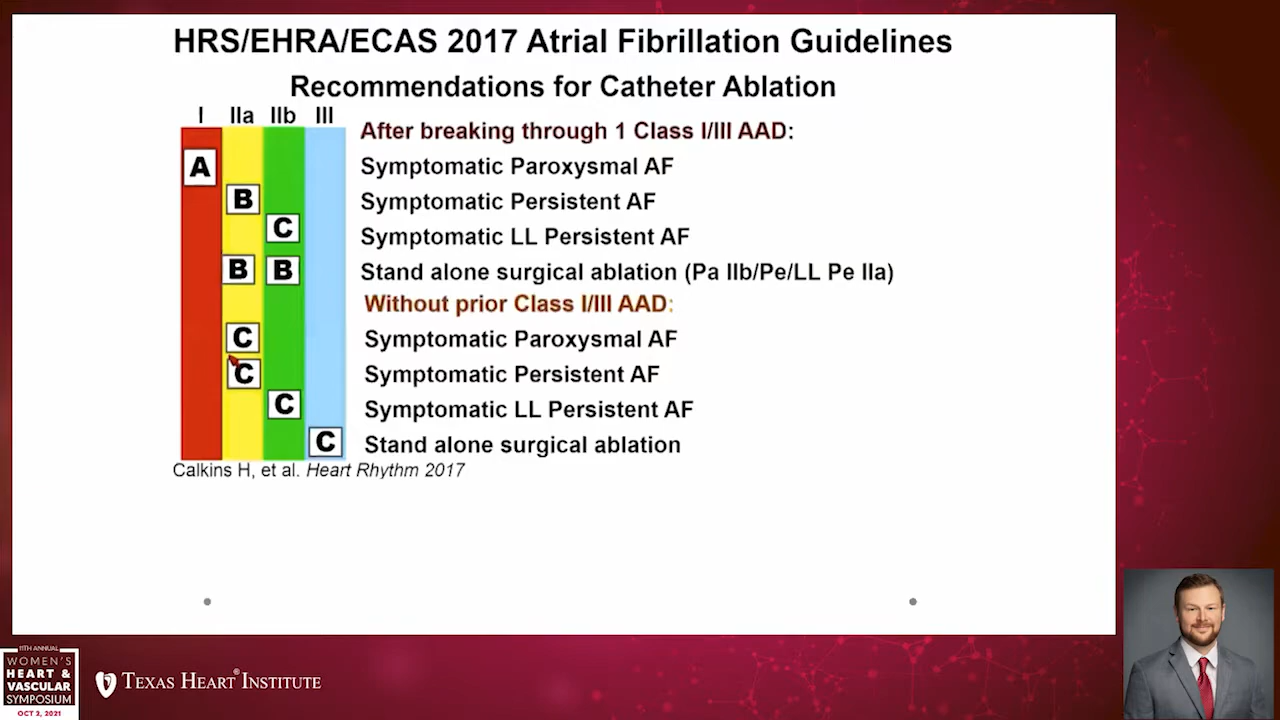 HRS/EHRA/ECAS 2017 Atrial Fibrillation Guidelines
Recommendations for Catheter Ablation
I IIa IIb III
After breaking through 1 Class I/III AAD:
A Symptomatic Paroxysmal AF
B Symptomatic Persistent AF
C Symptomatic LL Persistent AF
B B Stand alone surgical ablation (Pa IIb/Pe/LL Pe IIa)
Without prior Class I/III AAD:
C Symptomatic Paroxysmal AF
C Symptomatic Persistent AF
C Symptomatic LL Persistent AF
C Stand alone surgical ablation
Calkins H, et al. Heart Rhythm 2017
11TH ANNUAL
WOMEN'S
HEART &
VASCULAR
SYMPOSIUM
OCT 2, 2021
TEXAS HEART® INSTITUTE